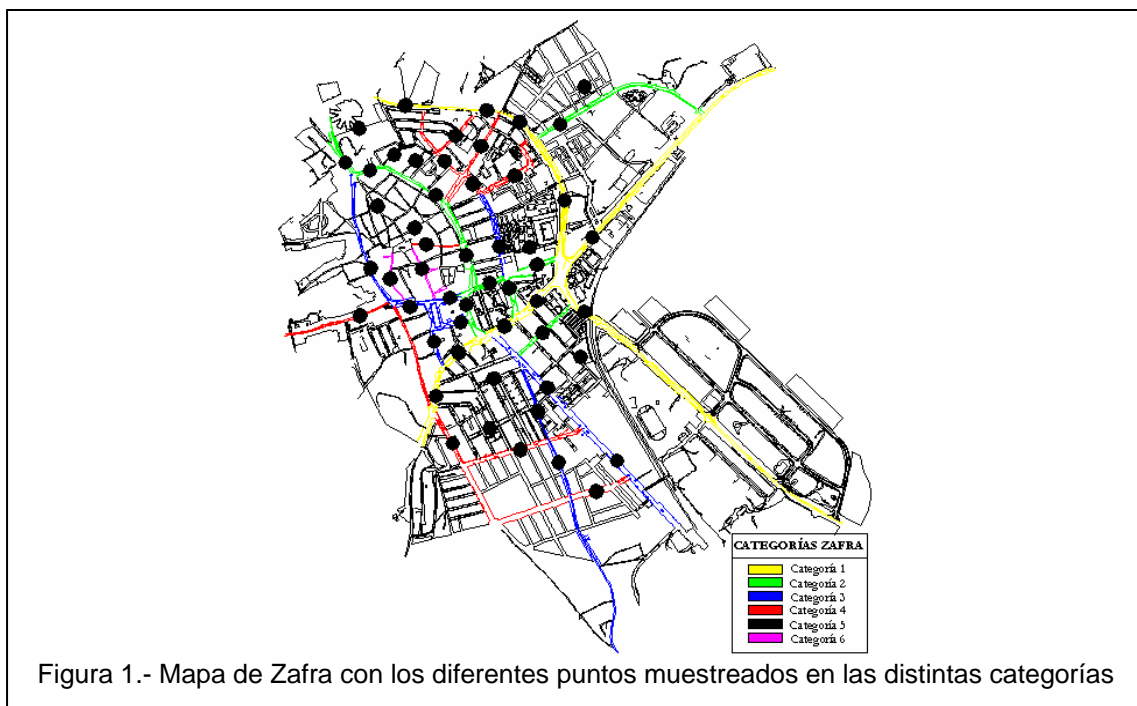 CATEGORÍAS ZAFRA
Categoría 1
Categoría 2
Categoría 3
Categoría 4
Categoría 5
Categoría 6
Figura 1.- Mapa de Zafra con los diferentes puntos muestreados en las distintas categorías